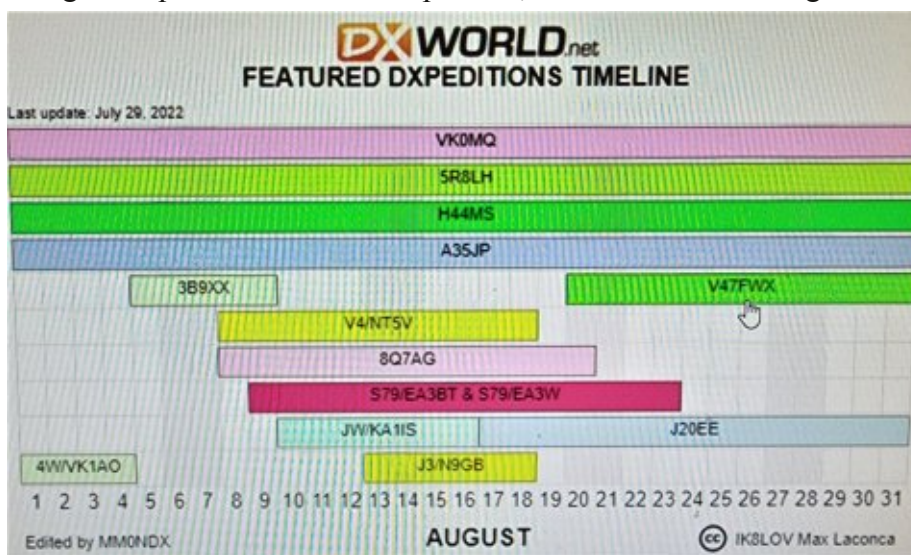 DXWORLD.net
FEATURED DXPEDITIONS TIMELINE
Last update: July 29, 2022
VK0MQ
5R8LH
H44MS
A35JP
3B9XX V47FWX
V4/NT5V
8Q7AG
S79/EA3BT & S79/EA3W
JW/KA1IS J20EE
4W/VK1AO J3/N9GB
1 2 3 4 5 6 7 8 9 10 11 12 13 14 15 16 17 18 19 20 21 22 23 24 25 26 27 28 29 30 31
Edited by MM0NDX AUGUST cc IK8LOV Max Laconca